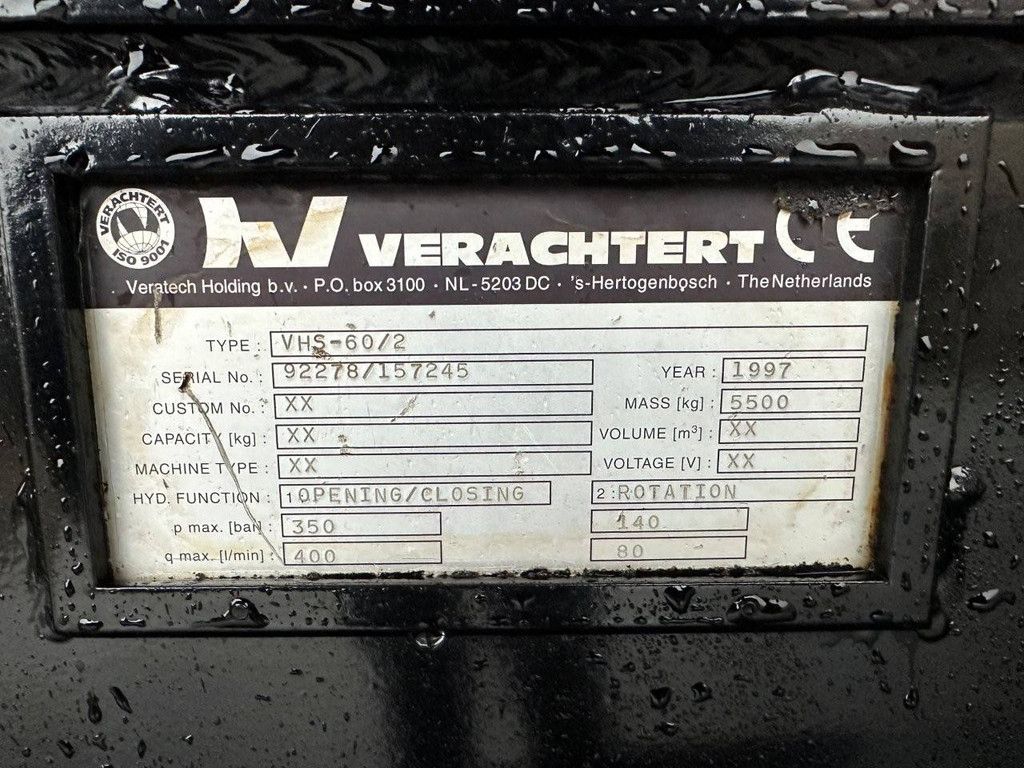 VERACHTERT
ISO 9001
VERACHTERT CE
Veratech Holding b.v. · P.O. box 3100 · NL - 5203 DC · 's-Hertogenbosch · The Netherlands
TYPE : VHS-60/2
SERIAL No. : 92278/157245 YEAR : 1997
CUSTOM No. : XX MASS [kg] : 5500
CAPACITY [kg] : XX VOLUME [m³] : XX
MACHINE TYPE : XX VOLTAGE [V] : XX
HYD. FUNCTION : 1 OPENING/CLOSING 2 : ROTATION
p max. [bar] : 350 140
q max. [l/min] : 400 80